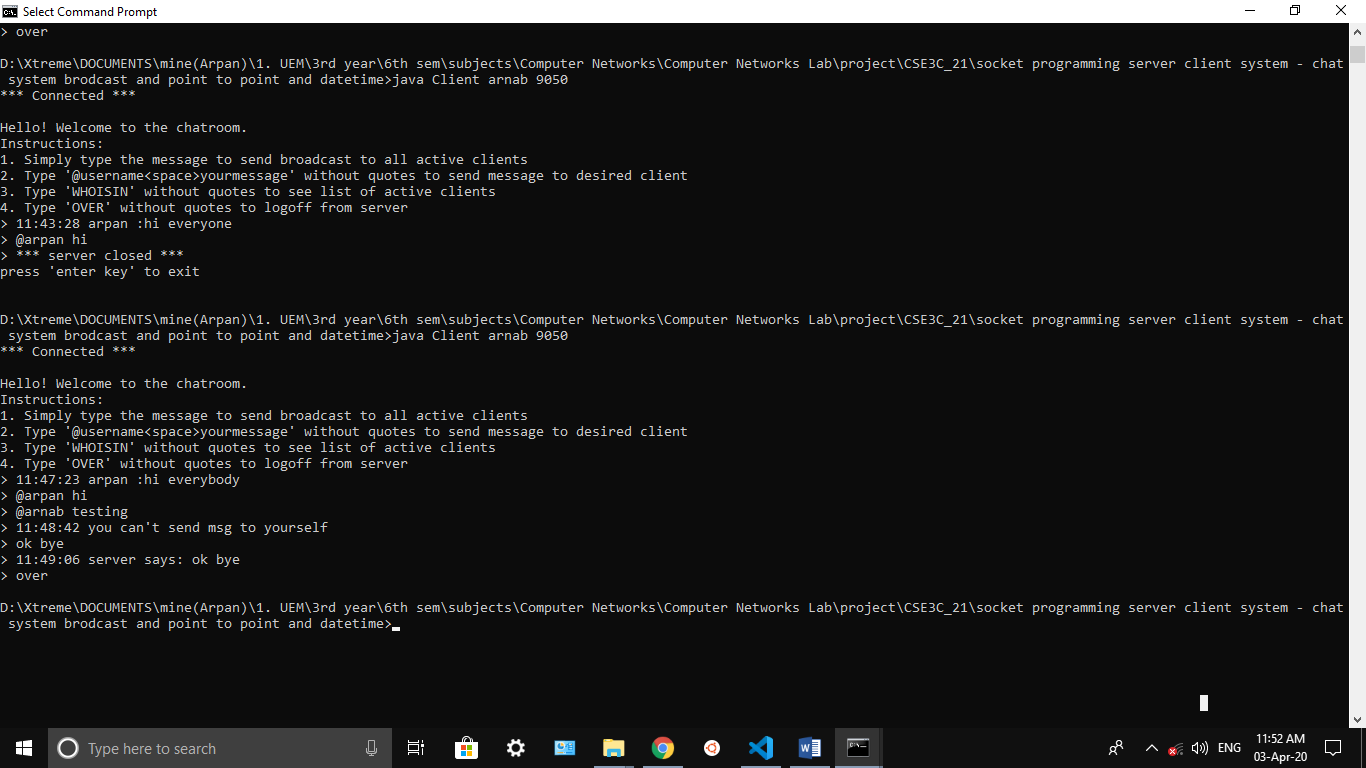 Select Command Prompt
> over
D:\Xtreme\DOCUMENTS\mine(Arpan)\1. UEM\3rd year\6th sem\subjects\Computer Networks\Computer Networks Lab\project\CSE3C_21\socket programming server client system - chat
system brodcast and point to point and datetime>java Client arnab 9050
*** Connected ***
Hello! Welcome to the chatroom.
Instructions:
1. Simply type the message to send broadcast to all active clients
2. Type '@username<space>yourmessage' without quotes to send message to desired client
3. Type 'WHOISIN' without quotes to see list of active clients
4. Type 'OVER' without quotes to logoff from server
> 11:43:28 arpan :hi everyone
> @arpan hi
> *** server closed ***
press 'enter key' to exit
D:\Xtreme\DOCUMENTS\mine(Arpan)\1. UEM\3rd year\6th sem\subjects\Computer Networks\Computer Networks Lab\project\CSE3C_21\socket programming server client system - chat
system brodcast and point to point and datetime>java Client arnab 9050
*** Connected ***
Hello! Welcome to the chatroom.
Instructions:
1. Simply type the message to send broadcast to all active clients
2. Type '@username<space>yourmessage' without quotes to send message to desired client
3. Type 'WHOISIN' without quotes to see list of active clients
4. Type 'OVER' without quotes to logoff from server
> 11:47:23 arpan :hi everybody
> @arpan hi
> @arnab testing
> 11:48:42 you can't send msg to yourself
> ok bye
> 11:49:06 server says: ok bye
> over
D:\Xtreme\DOCUMENTS\mine(Arpan)\1. UEM\3rd year\6th sem\subjects\Computer Networks\Computer Networks Lab\project\CSE3C_21\socket programming server client system - chat
system brodcast and point to point and datetime>
Type here to search
ENG
11:52 AM
03-Apr-20